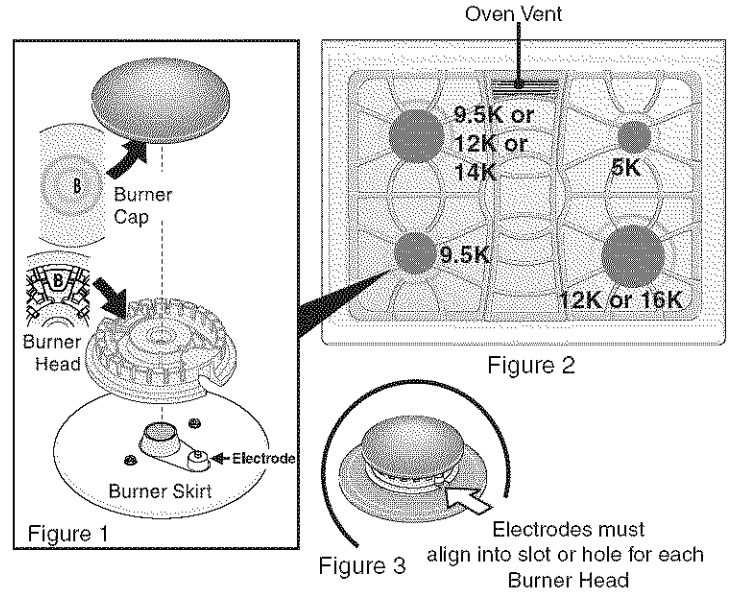 Oven Vent
B
Burner
Cap
B
Burner
Head
Electrode
Burner Skirt
Figure 1
9.5K or
12K or
14K
5K
9.5K
12K or 16K
Figure 2
Figure 3
Electrodes must
align into slot or hole for each
Burner Head